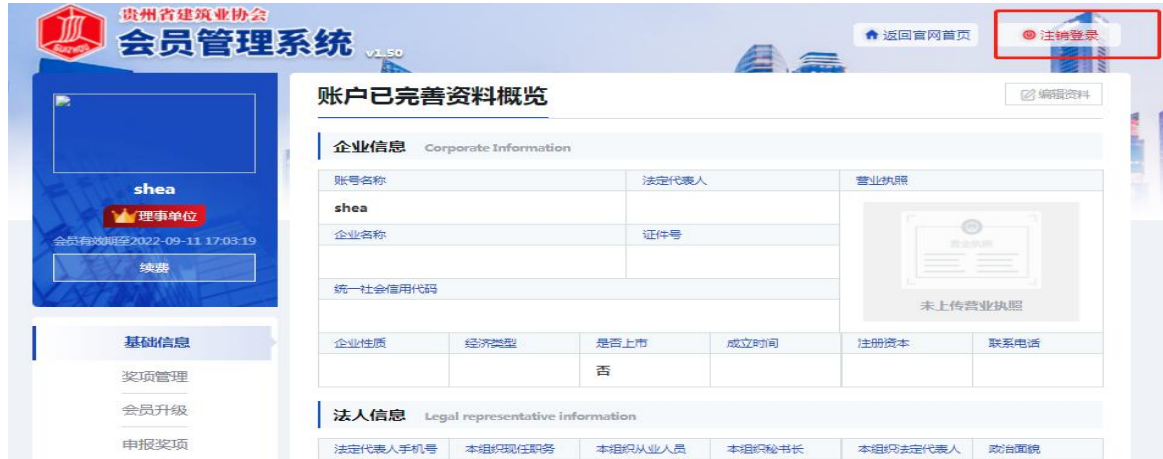 贵州省建筑业协会
会员管理系统 v1.50
返回官网首页
注销登录
GUIZHOU
shea
理事单位
会员有效期至2022-09-11 17:03:19
续费
基础信息
奖项管理
会员升级
申报奖项
账户已完善资料概览
编辑资料
企业信息 Corporate Information
账号名称 法定代表人 营业执照
shea
企业名称 证件号
营业执照
统一社会信用代码
未上传营业执照
企业性质 经济类型 是否上市 成立时间 注册资本 联系电话
否
法人信息 Legal representative information
法定代表人手机号 本组织现任职务 本组织从业人员 本组织秘书长 本组织法定代表人 政治面貌